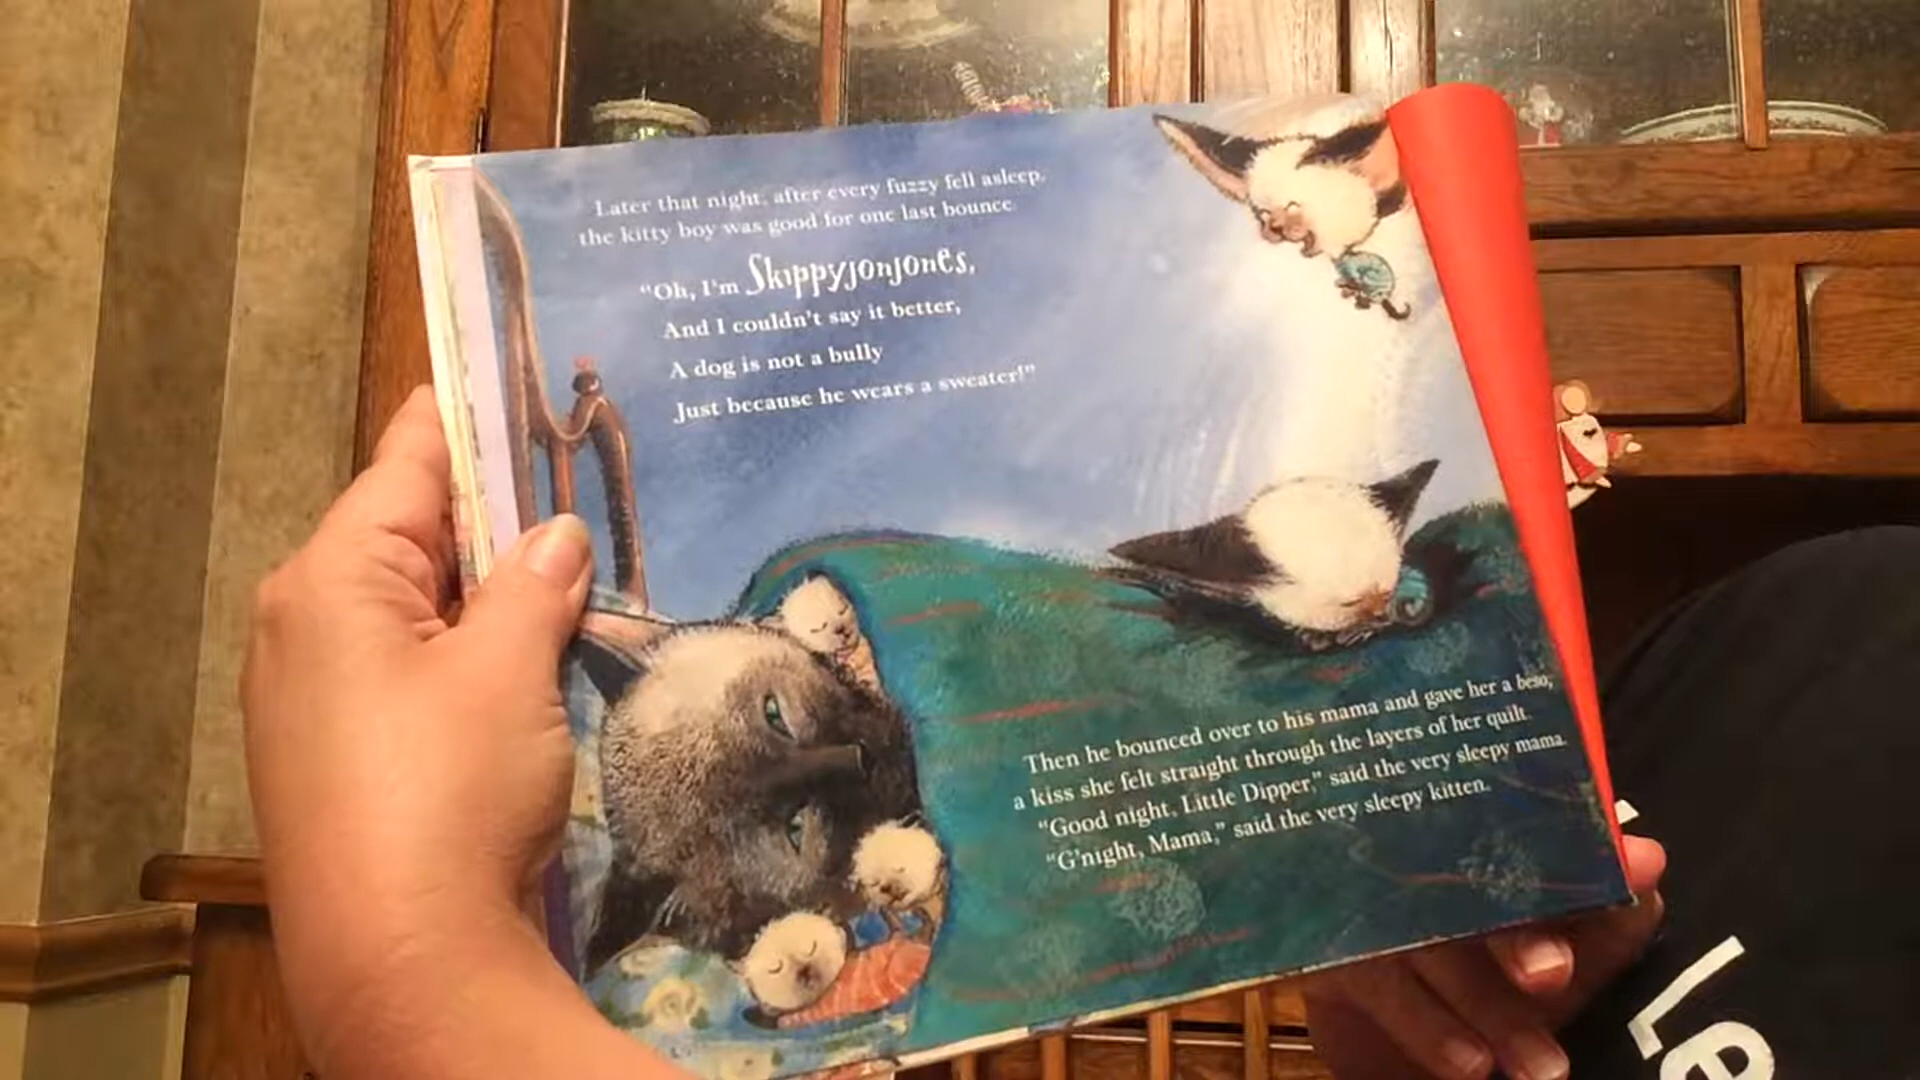 Later that night, after every fuzzy fell asleep,
the kitty boy was good for one last bounce.
“Oh, I’m Skippyjonjones,
And I couldn’t say it better,
A dog is not a bully
Just because he wears a sweater!”
Then he bounced over to his mama and gave her a beso,
a kiss she felt straight through the layers of her quilt.
“Good night, Little Dipper,” said the very sleepy mama.
“G’night, Mama,” said the very sleepy kitten.
Le